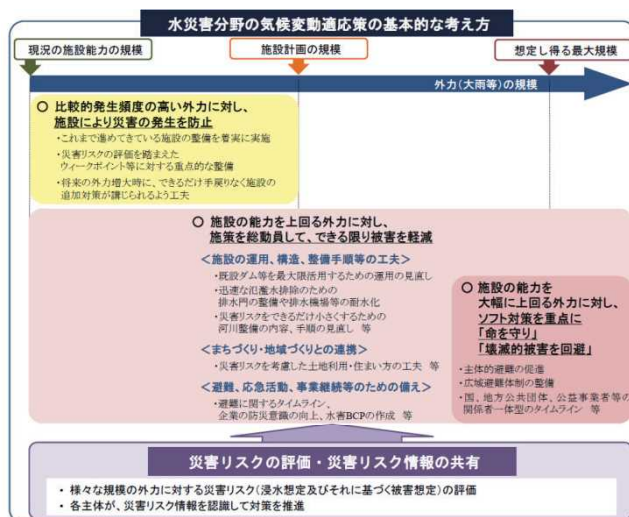 水災害分野の気候変動適応策の基本的な考え方
現況の施設能力の規模
施設計画の規模
想定し得る最大規模
外力(大雨等)の規模
○ 比較的発生頻度の高い外力に対し、
施設により災害の発生を防止
・これまで進めてきている施設の整備を着実に実施
・災害リスクの評価を踏まえた
ウィークポイント等に対する重点的な整備
・将来の外力増大時に、できるだけ手戻りなく施設の
追加対策が講じられるよう工夫
○ 施設の能力を上回る外力に対し、
施策を総動員して、できる限り被害を軽減
<施設の運用、構造、整備手順等の工夫>
・既設ダム等を最大限活用するための運用の見直し
・迅速な氾濫水排除のための
排水門の整備や排水機場等の耐水化
・災害リスクをできるだけ小さくするための
河川整備の内容、手順の見直し 等
<まちづくり・地域づくりとの連携>
・災害リスクを考慮した土地利用・住まい方の工夫 等
<避難、応急活動、事業継続等のための備え>
・避難に関するタイムライン、
企業の防災意識の向上、水害BCPの作成 等
○ 施設の能力を
大幅に上回る外力に対し、
ソフト対策を重点に
「命を守り」
「壊滅的被害を回避」
・主体的避難の促進
・広域避難体制の整備
・国、地方公共団体、公益事業者等の
関係者一体型のタイムライン 等
災害リスクの評価・災害リスク情報の共有
・ 様々な規模の外力に対する災害リスク(浸水想定及びそれに基づく被害想定)の評価
・ 各主体が、災害リスク情報を認識して対策を推進